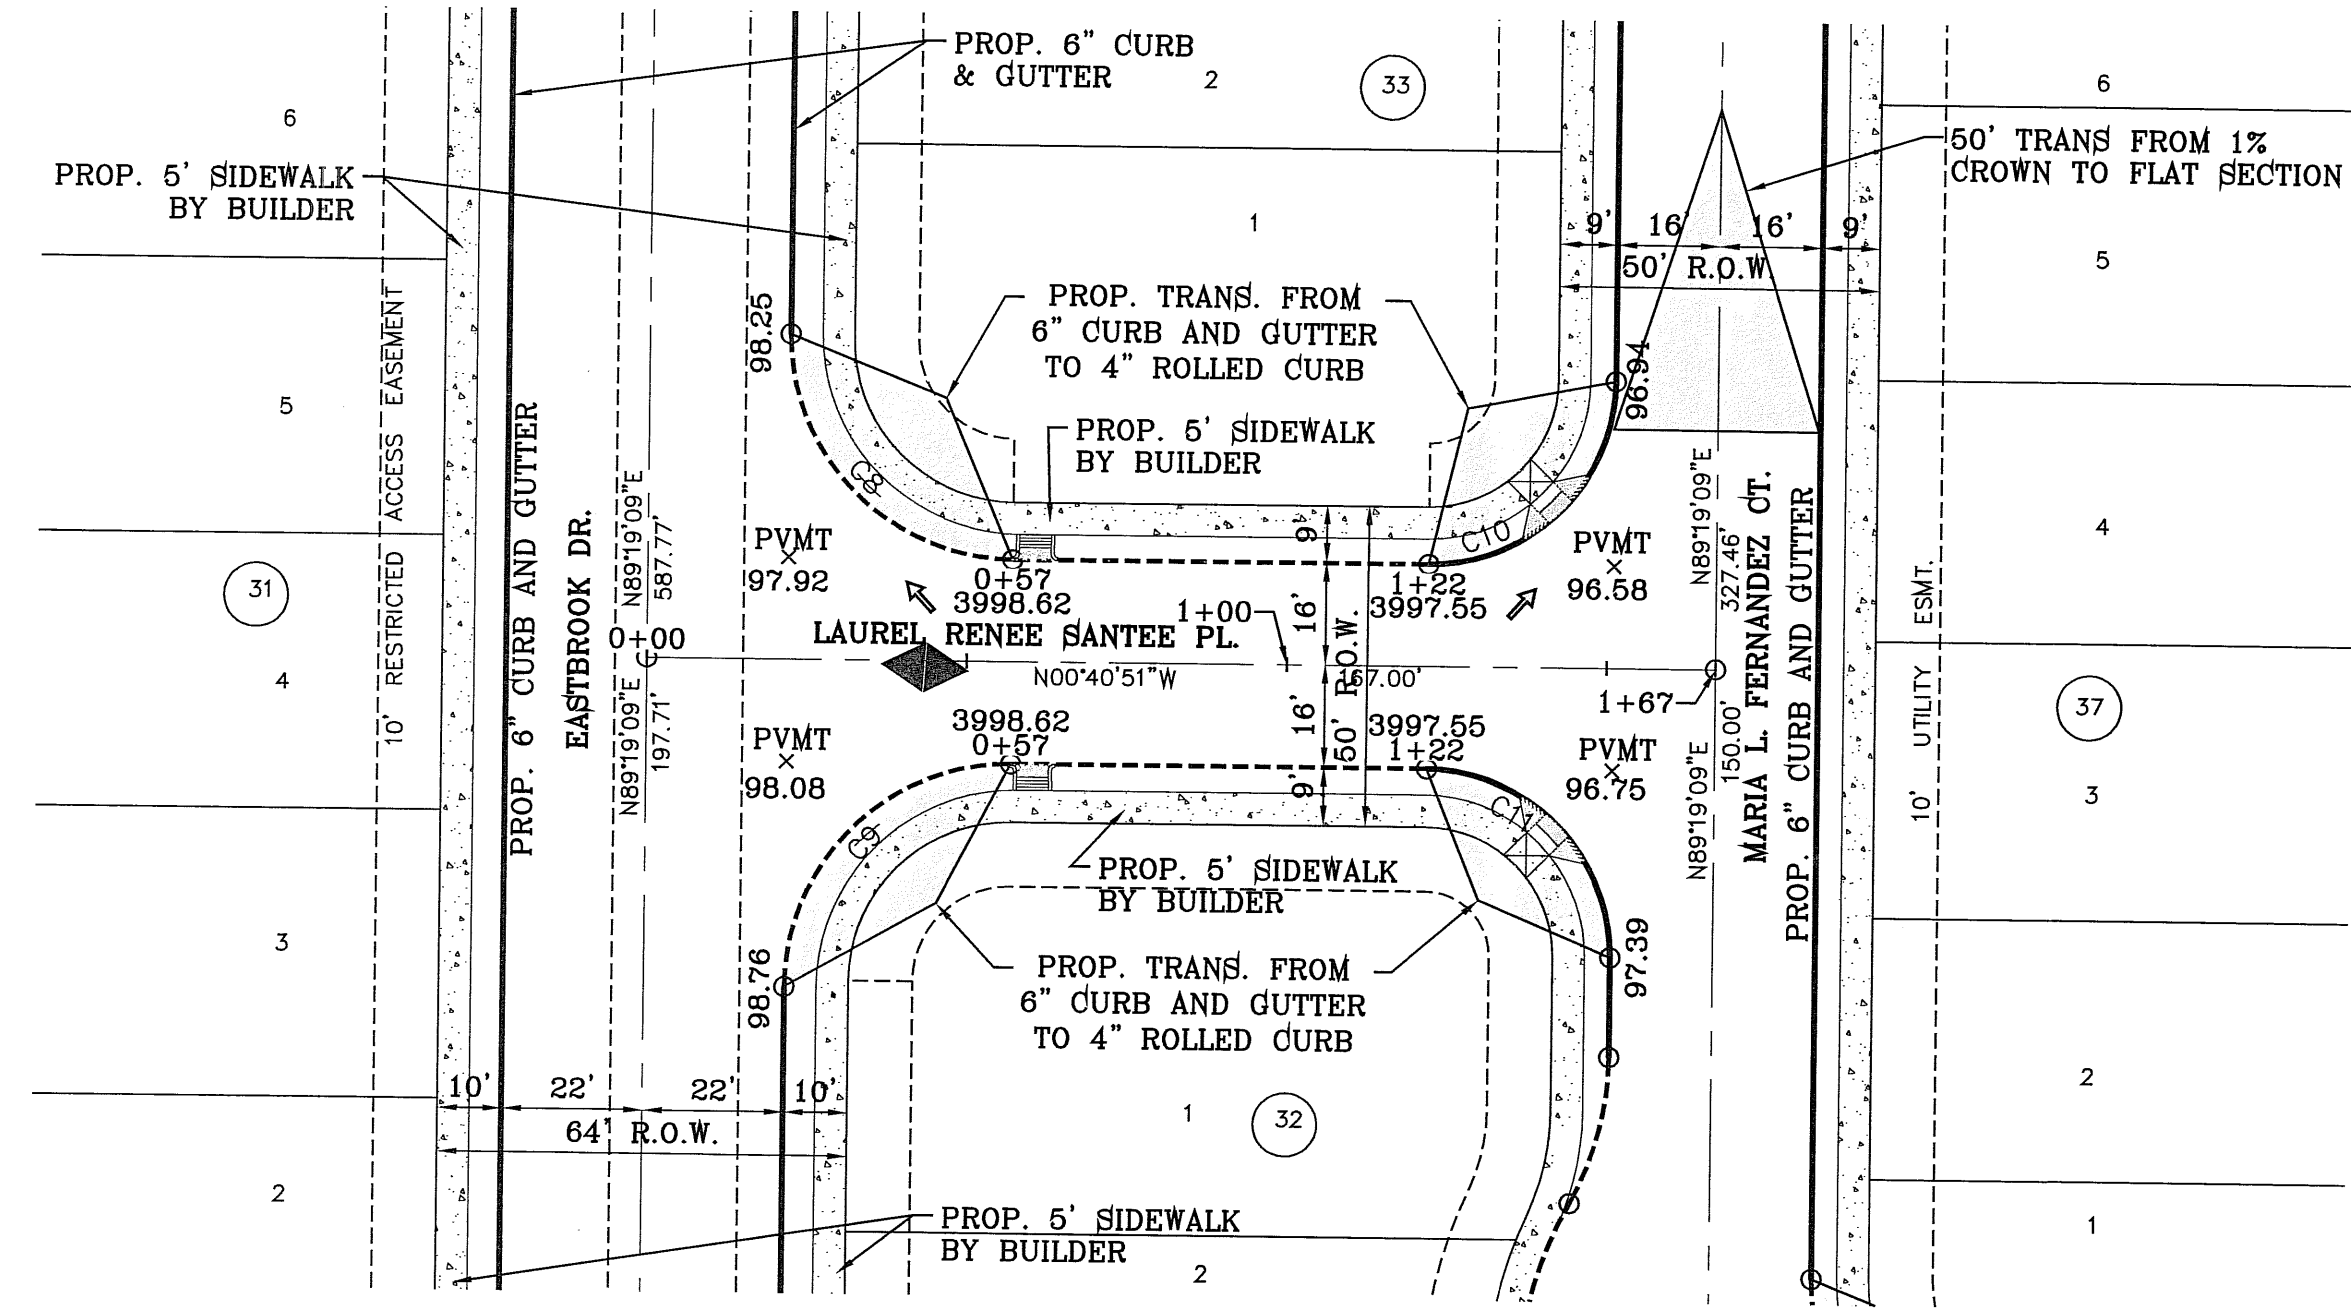 PROP. 6" CURB
& GUTTER
2
33
6
6
PROP. 5' SIDEWALK
BY BUILDER
50' TRANS FROM 1%
CROWN TO FLAT SECTION
1
9'
16'
16'
9'
50' R.O.W.
5
98.25
PROP. TRANS. FROM
6" CURB AND GUTTER
TO 4" ROLLED CURB
96.94
5
10' RESTRICTED ACCESS EASEMENT
PROP. 6" CURB AND GUTTER
PROP. 5' SIDEWALK
BY BUILDER
C8
C10
EASTBROOK DR.
N89°19'09"E
587.77'
PVMT
97.92
0+57
3998.62
1+22
3997.55
PVMT
96.58
N89°19'09"E
327.46'
MARIA L. FERNANDEZ CT.
PROP. 6" CURB AND GUTTER
4
31
9'
16'
1+00
LAUREL RENEE SANTEE PL.
0+00
N00°40'51"W
167.00'
50' R.O.W.
1+67
10' UTILITY ESMT.
4
37
N89°19'09"E
197.71'
16'
9'
PVMT
98.08
3998.62
0+57
3997.55
1+22
PVMT
96.75
N89°19'09"E
150.00'
3
C9
PROP. 5' SIDEWALK
BY BUILDER
3
98.76
PROP. TRANS. FROM
6" CURB AND GUTTER
TO 4" ROLLED CURB
97.39
10'
22'
22'
10'
64' R.O.W.
1
32
2
2
PROP. 5' SIDEWALK
BY BUILDER
2
1